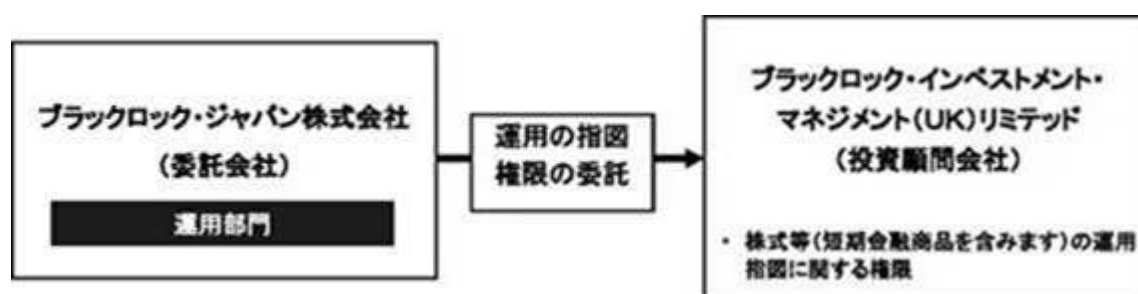 ブラックロック・ジャパン株式会社
(委託会社)
運用部門
運用の指図
権限の委託
ブラックロック・インベストメント・
マネジメント(UK)リミテッド
(投資顧問会社)
・ 株式等(短期金融商品を含みます)の運用
指図に関する権限